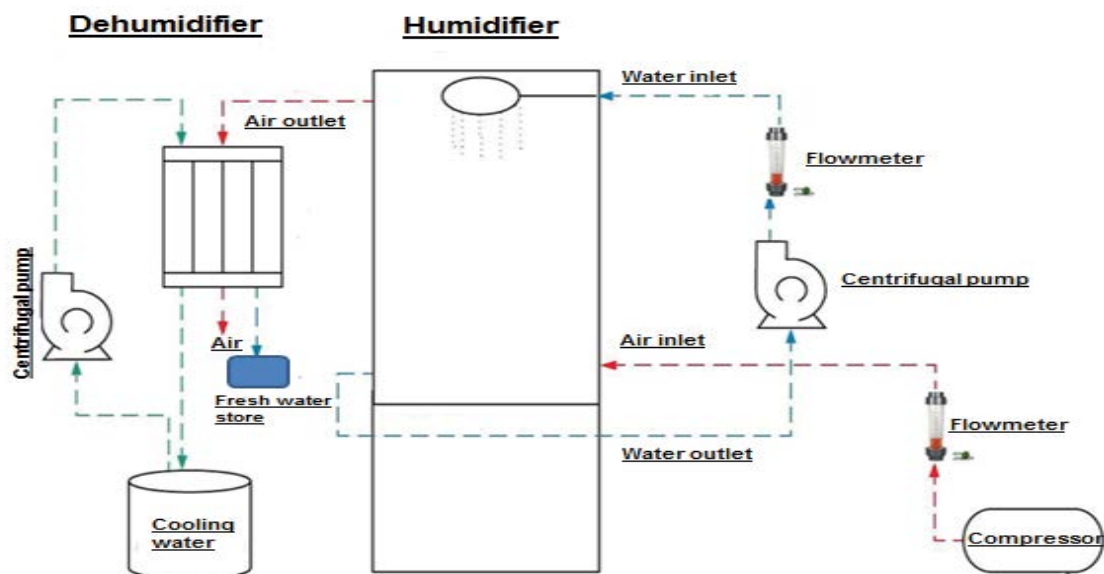 Dehumidifier
Humidifier
Water inlet
Air outlet
Flowmeter
Centrifugal pump
Centrifugal pump
Air inlet
Air
Fresh water
store
Flowmeter
Water outlet
Cooling
water
Compressor